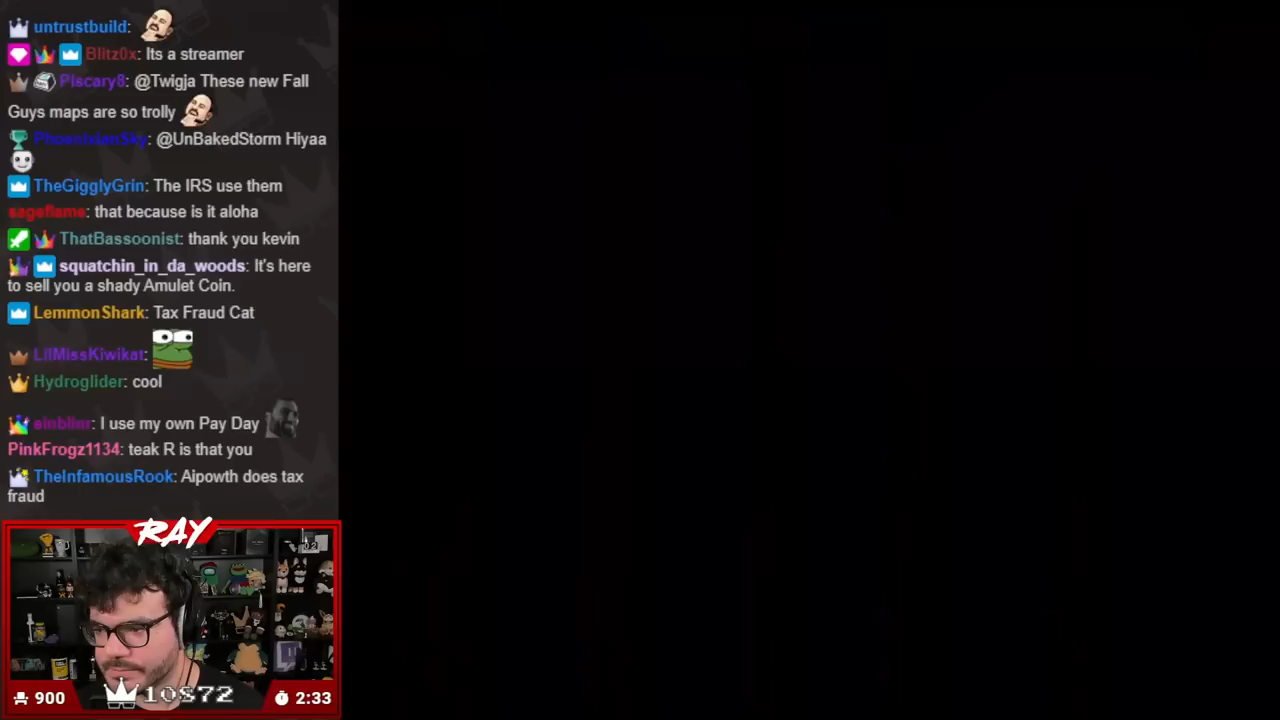 untrustbuild:
Blitz0x: Its a streamer
Plscary8: @Twigja These new Fall
Guys maps are so trolly
PhoenixianSky: @UnBakedStorm Hiyaa
TheGigglyGrin: The IRS use them
sageflame: that because is it aloha
ThatBassoonist: thank you kevin
squatchin_in_da_woods: It's here
to sell you a shady Amulet Coin.
LemmonShark: Tax Fraud Cat
LilMissKiwikat:
Hydroglider: cool
I use my own Pay Day
PinkFrogz1134: teak R is that you
TheInfamousRook: Aipowth does tax
fraud
RAY
900
10872
2:33